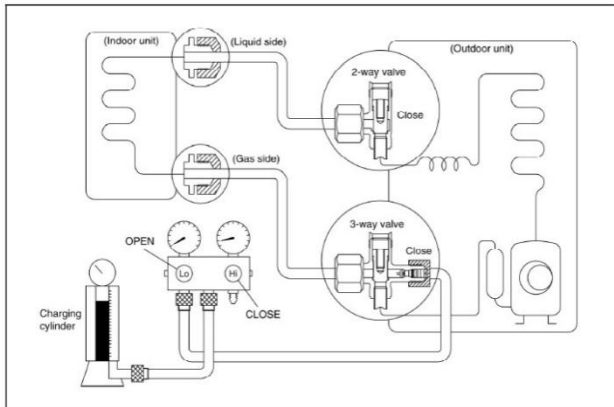 (Indoor unit)
(Liquid side)
(Outdoor unit)
2-way valve
Close
(Gas side)
3-way valve
Close
OPEN
Lo
Hi
CLOSE
Charging
cylinder